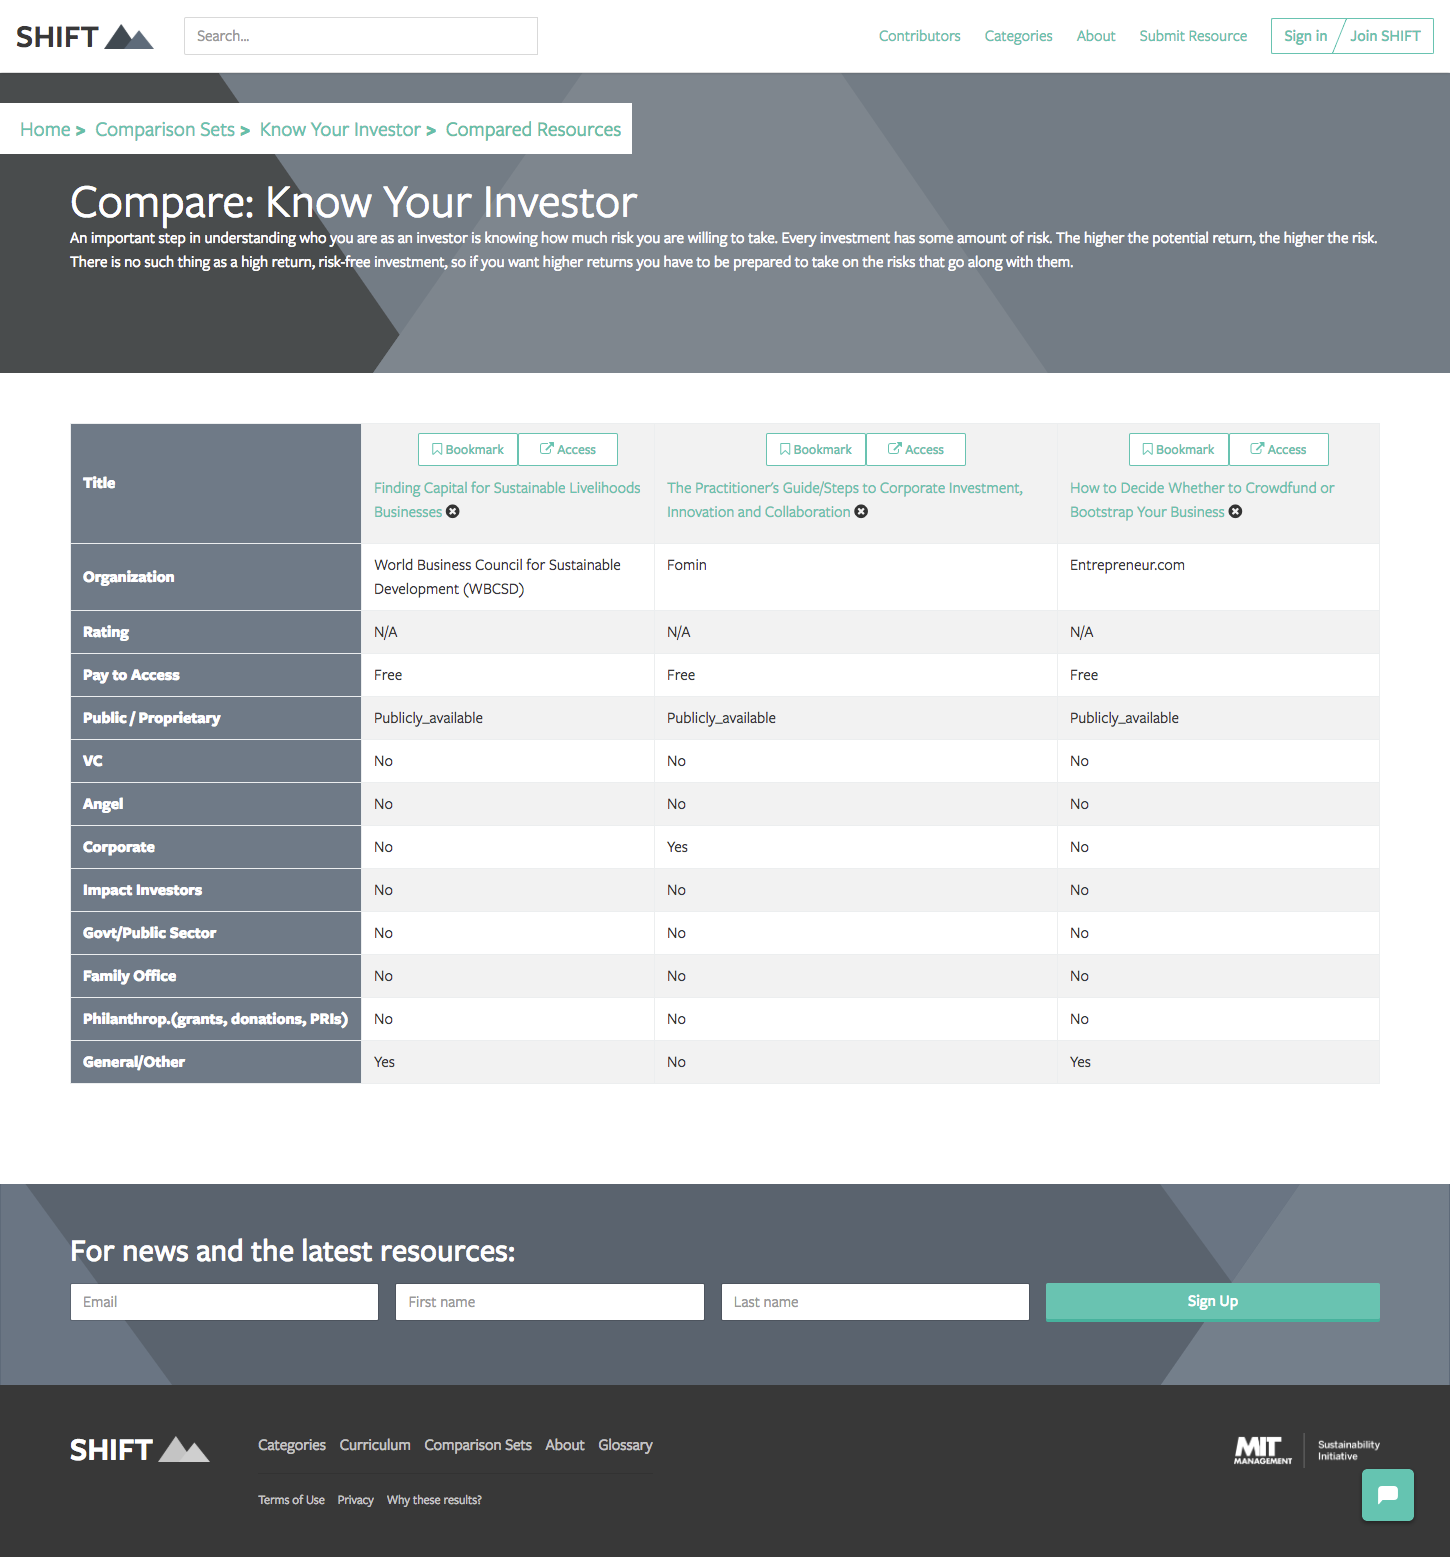 SHIFT
Search...
Contributors Categories About Submit Resource Sign in Join SHIFT
Home > Comparison Sets > Know Your Investor > Compared Resources
Compare: Know Your Investor
An important step in understanding who you are as an investor is knowing how much risk you are willing to take. Every investment has some amount of risk. The higher the potential return, the higher the risk.
There is no such thing as a high return, risk-free investment, so if you want higher returns you have to be prepared to take on the risks that go along with them.
Bookmark Access Bookmark Access Bookmark Access
Title
Finding Capital for Sustainable Livelihoods
Businesses
The Practitioner's Guide/Steps to Corporate Investment,
Innovation and Collaboration
How to Decide Whether to Crowdfund or
Bootstrap Your Business
Organization
World Business Council for Sustainable
Development (WBCSD)
Fomin
Entrepreneur.com
Rating N/A N/A N/A
Pay to Access Free Free Free
Public / Proprietary Publicly_available Publicly_available Publicly_available
VC No No No
Angel No No No
Corporate No Yes No
Impact Investors No No No
Govt/Public Sector No No No
Family Office No No No
Philanthrop.(grants, donations, PRIs) No No No
General/Other Yes No Yes
For news and the latest resources:
Email First name Last name Sign Up
SHIFT
Categories Curriculum Comparison Sets About Glossary
Terms of Use Privacy Why these results?
MIT
MANAGEMENT
Sustainability
Initiative